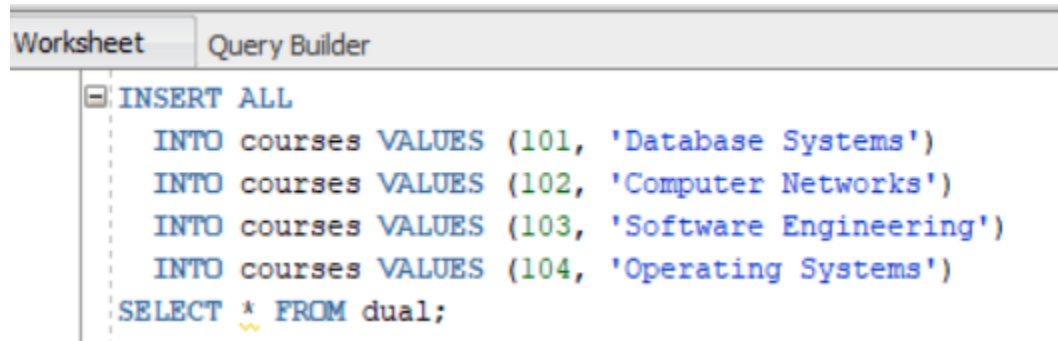 Worksheet Query Builder
INSERT ALL
INTO courses VALUES (101, 'Database Systems')
INTO courses VALUES (102, 'Computer Networks')
INTO courses VALUES (103, 'Software Engineering')
INTO courses VALUES (104, 'Operating Systems')
SELECT * FROM dual;